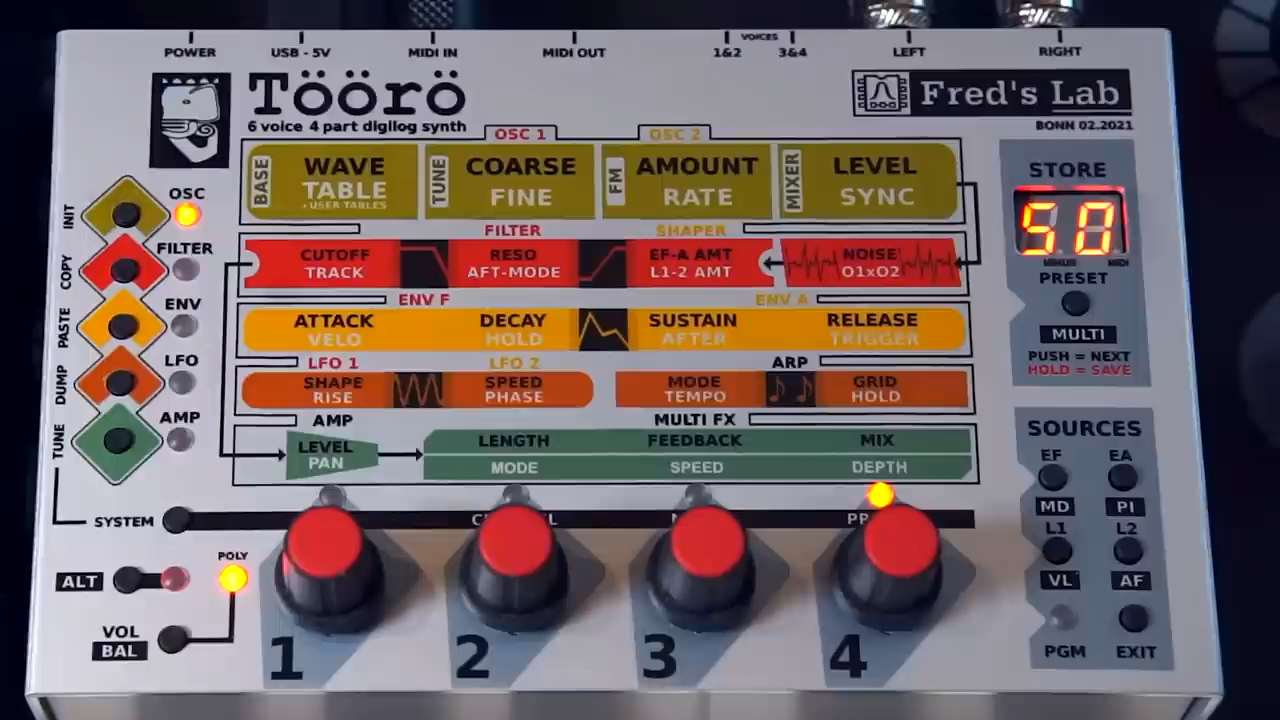 POWER USB - 5V MIDI IN MIDI OUT 1&2 VOICES 3&4 LEFT RIGHT
Töörö
6 voice 4 part digilog synth
Fred's Lab
BONN 02.2021
OSC 1 OSC 2
BASE WAVE TUNE COARSE FM AMOUNT MIXER LEVEL
TABLE FINE RATE SYNC
+USER TABLES
FILTER SHAPER
CUTOFF RESO EF-A AMT NOISE
TRACK AFT-MODE L1-2 AMT O1xO2
ENV F ENV A
ATTACK DECAY SUSTAIN RELEASE
VELO HOLD AFTER TRIGGER
LFO 1 LFO 2 ARP
SHAPE SPEED MODE GRID
RISE PHASE TEMPO HOLD
AMP MULTI FX
LEVEL LENGTH FEEDBACK MIX
PAN MODE SPEED DEPTH
INIT OSC
COPY FILTER
PASTE ENV
DUMP LFO
TUNE AMP
SYSTEM
ALT
POLY
VOL
BAL
1 2 3 4
STORE
50
MIDI
PRESET
MULTI
PUSH = NEXT
HOLD = SAVE
SOURCES
EF EA
MD PI
L1 L2
VL AF
PGM EXIT